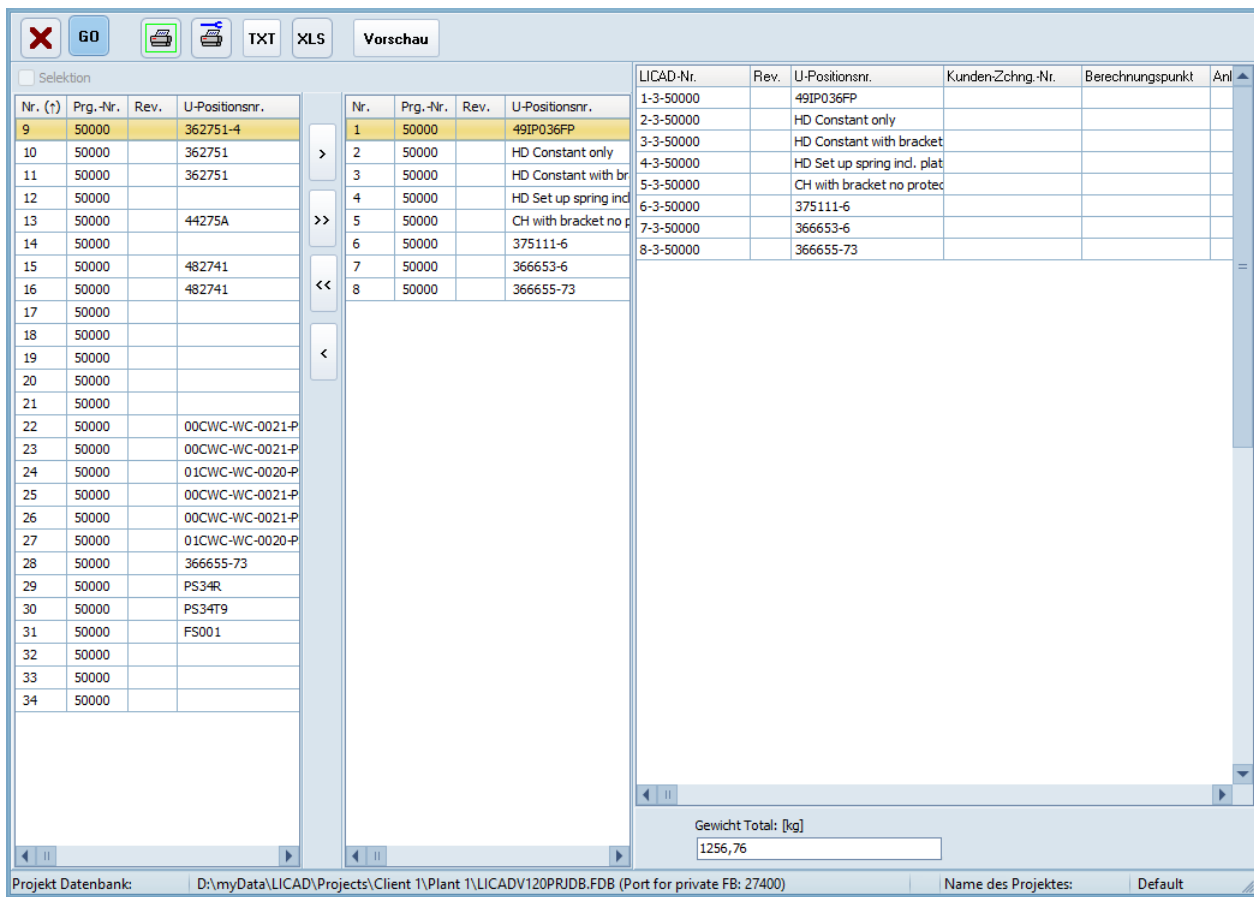 GO TXT XLS Vorschau
Selektion
Nr. (↑) Prg.-Nr. Rev. U-Positionsnr.
9 50000 362751-4
10 50000 362751
11 50000 362751
12 50000
13 50000 44275A
14 50000
15 50000 482741
16 50000 482741
17 50000
18 50000
19 50000
20 50000
21 50000
22 50000 00CWC-WC-0021-P
23 50000 00CWC-WC-0021-P
24 50000 01CWC-WC-0020-P
25 50000 00CWC-WC-0021-P
26 50000 00CWC-WC-0021-P
27 50000 01CWC-WC-0020-P
28 50000 366655-73
29 50000 PS34R
30 50000 PS34T9
31 50000 FS001
32 50000
33 50000
34 50000
>
>>
<<
<
Nr. Prg.-Nr. Rev. U-Positionsnr.
1 50000 49IP036FP
2 50000 HD Constant only
3 50000 HD Constant with br
4 50000 HD Set up spring incl
5 50000 CH with bracket no p
6 50000 375111-6
7 50000 366653-6
8 50000 366655-73
LICAD-Nr. Rev. U-Positionsnr. Kunden-Zchng.-Nr. Berechnungspunkt Anl
1-3-50000 49IP036FP
2-3-50000 HD Constant only
3-3-50000 HD Constant with bracket
4-3-50000 HD Set up spring incl. plat
5-3-50000 CH with bracket no protec
6-3-50000 375111-6
7-3-50000 366653-6
8-3-50000 366655-73
Gewicht Total: [kg]
1256,76
Projekt Datenbank: D:\myData\LICAD\Projects\Client 1\Plant 1\LICADV120PRJDB.FDB (Port for private FB: 27400) Name des Projektes: Default